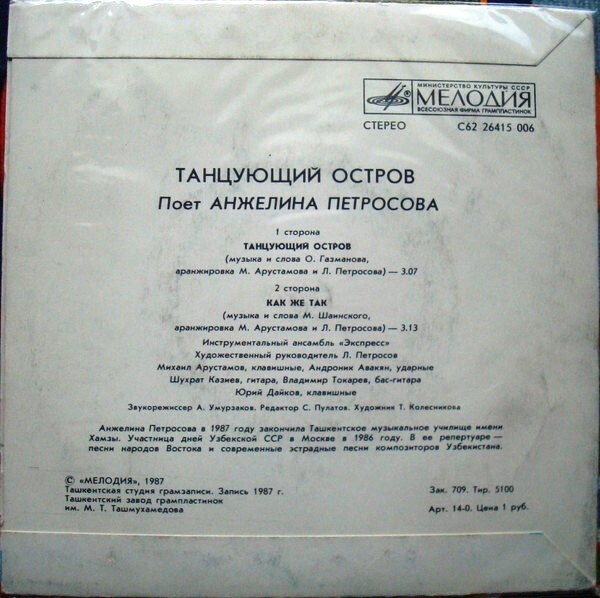 МИНИСТЕРСТВО КУЛЬТУРЫ СССР
МЕЛОДИЯ
ВСЕСОЮЗНАЯ ФИРМА ГРАМПЛАСТИНОК
СТЕРЕО С62 26415 006
ТАНЦУЮЩИЙ ОСТРОВ
Поет АНЖЕЛИНА ПЕТРОСОВА
1 сторона
ТАНЦУЮЩИЙ ОСТРОВ
(музыка и слова О. Газманова,
аранжировка М. Арустамова и Л. Петросова) — 3.07
2 сторона
КАК ЖЕ ТАК
(музыка и слова М. Шаинского,
аранжировка М. Арустамова и Л. Петросова) — 3.13
Инструментальный ансамбль «Экспресс»
Художественный руководитель Л. Петросов
Михаил Арустамов, клавишные, Андроник Авакян, ударные
Шухрат Казиев, гитара, Владимир Токарев, бас-гитара
Юрий Дайков, клавишные
Звукорежиссер А. Умурзаков. Редактор С. Пулатов. Художник Т. Колесникова
Анжелина Петросова в 1987 году закончила Ташкентское музыкальное училище имени
Хамзы. Участница дней Узбекской ССР в Москве в 1986 году. В ее репертуаре —
песни народов Востока и современные эстрадные песни композиторов Узбекистана.
© «МЕЛОДИЯ», 1987
Ташкентская студия грамзаписи. Запись 1987 г.
Ташкентский завод грампластинок
им. М. Т. Ташмухамедова
Зак. 709. Тир. 5100
Арт. 14-0. Цена 1 руб.